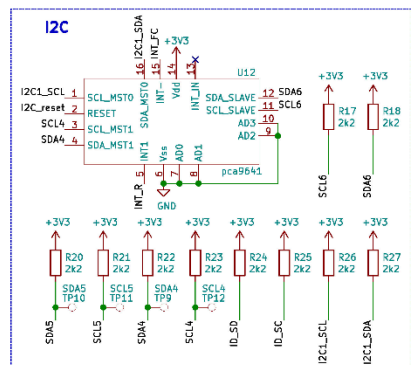 I2C
+3V3
I2C1_SDA
INT_FC
16
15
14
13
U12
I2C1_SCL
1
SCL_MST0
SDA_MST0
INT-
Vdd
INT_IN
SDA_SLAVE
12
SDA6
I2C_reset
2
RESET
SCL_SLAVE
11
SCL6
SCL4
3
SCL_MST1
AD3
10
SDA4
4
SDA_MST1
AD2
9
INT1
Vss
AD0
AD1
5
6
7
8
pca9641
INT_R
GND
+3V3
+3V3
R17
2k2
R18
2k2
SCL6
SDA6
+3V3
+3V3
+3V3
+3V3
+3V3
+3V3
+3V3
+3V3
R20
2k2
R21
2k2
R22
2k2
R23
2k2
R24
2k2
R25
2k2
R26
2k2
R27
2k2
SDA5
TP10
SCL5
TP11
SDA4
TP9
SCL4
TP12
SDA5
SCL5
SDA4
SCL4
ID_SD
ID_SC
I2C1_SCL
I2C1_SDA